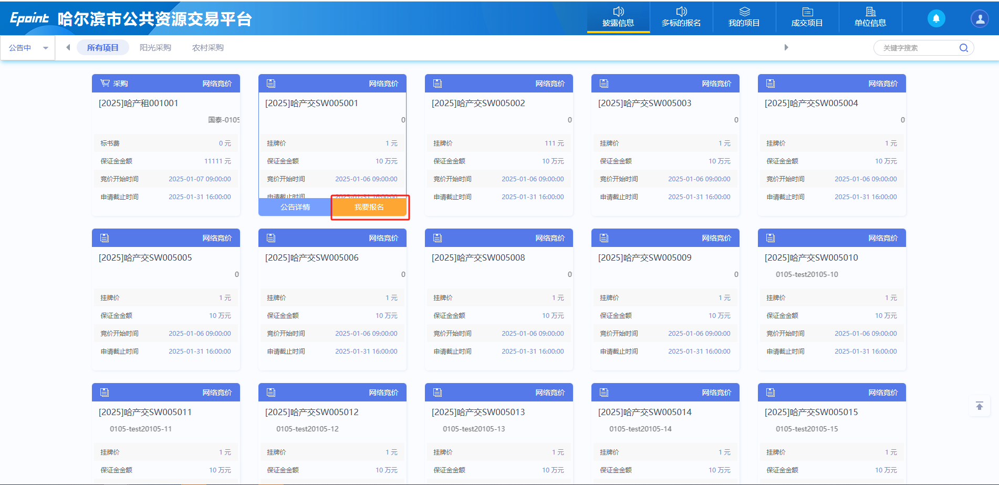 Epoint 哈尔滨市公共资源交易平台
披露信息 多标的报名 我的项目 成交项目 单位信息
公告中 所有项目 阳光采购 农村采购 关键字搜索
采购 网络竞价 网络竞价 网络竞价 网络竞价 网络竞价
[2025]哈产租001001 [2025]哈产交SW005001 [2025]哈产交SW005002 [2025]哈产交SW005003 [2025]哈产交SW005004
国泰-0105 0 0 0 0
标书费 0 元 挂牌价 1 元 挂牌价 111 元 挂牌价 1 元 挂牌价 1 元
保证金金额 11111 元 保证金金额 10 万元 保证金金额 10 万元 保证金金额 10 万元 保证金金额 10 万元
竞价开始时间 2025-01-07 09:00:00 竞价开始时间 2025-01-06 09:00:00 竞价开始时间 2025-01-06 09:00:00 竞价开始时间 2025-01-06 09:00:00 竞价开始时间 2025-01-06 09:00:00
申请截止时间 2025-01-31 16:00:00 申请截止时间 2025-01-31 16:00:00 申请截止时间 2025-01-31 16:00:00 申请截止时间 2025-01-31 16:00:00 申请截止时间 2025-01-31 16:00:00
公告详情 我要报名
网络竞价 网络竞价 网络竞价 网络竞价 网络竞价
[2025]哈产交SW005005 [2025]哈产交SW005006 [2025]哈产交SW005008 [2025]哈产交SW005009 [2025]哈产交SW005010
0 0 0 0 0105-test20105-10
挂牌价 1 元 挂牌价 1 元 挂牌价 1 元 挂牌价 1 元 挂牌价 1 元
保证金金额 10 万元 保证金金额 10 万元 保证金金额 10 万元 保证金金额 10 万元 保证金金额 10 万元
竞价开始时间 2025-01-06 09:00:00 竞价开始时间 2025-01-06 09:00:00 竞价开始时间 2025-01-06 09:00:00 竞价开始时间 2025-01-06 09:00:00 竞价开始时间 2025-01-06 09:00:00
申请截止时间 2025-01-31 16:00:00 申请截止时间 2025-01-31 16:00:00 申请截止时间 2025-01-31 16:00:00 申请截止时间 2025-01-31 16:00:00 申请截止时间 2025-01-31 16:00:00
网络竞价 网络竞价 网络竞价 网络竞价 网络竞价
[2025]哈产交SW005011 [2025]哈产交SW005012 [2025]哈产交SW005013 [2025]哈产交SW005014 [2025]哈产交SW005015
0105-test20105-11 0105-test20105-12 0105-test20105-13 0105-test20105-14 0105-test20105-15
挂牌价 1 元 挂牌价 1 元 挂牌价 1 元 挂牌价 1 元 挂牌价 1 元
保证金金额 10 万元 保证金金额 10 万元 保证金金额 10 万元 保证金金额 10 万元 保证金金额 10 万元